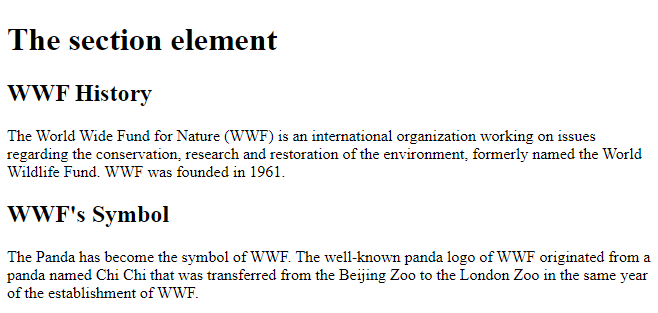 The section element
WWF History
The World Wide Fund for Nature (WWF) is an international organization working on issues
regarding the conservation, research and restoration of the environment, formerly named the World
Wildlife Fund. WWF was founded in 1961.
WWF's Symbol
The Panda has become the symbol of WWF. The well-known panda logo of WWF originated from a
panda named Chi Chi that was transferred from the Beijing Zoo to the London Zoo in the same year
of the establishment of WWF.